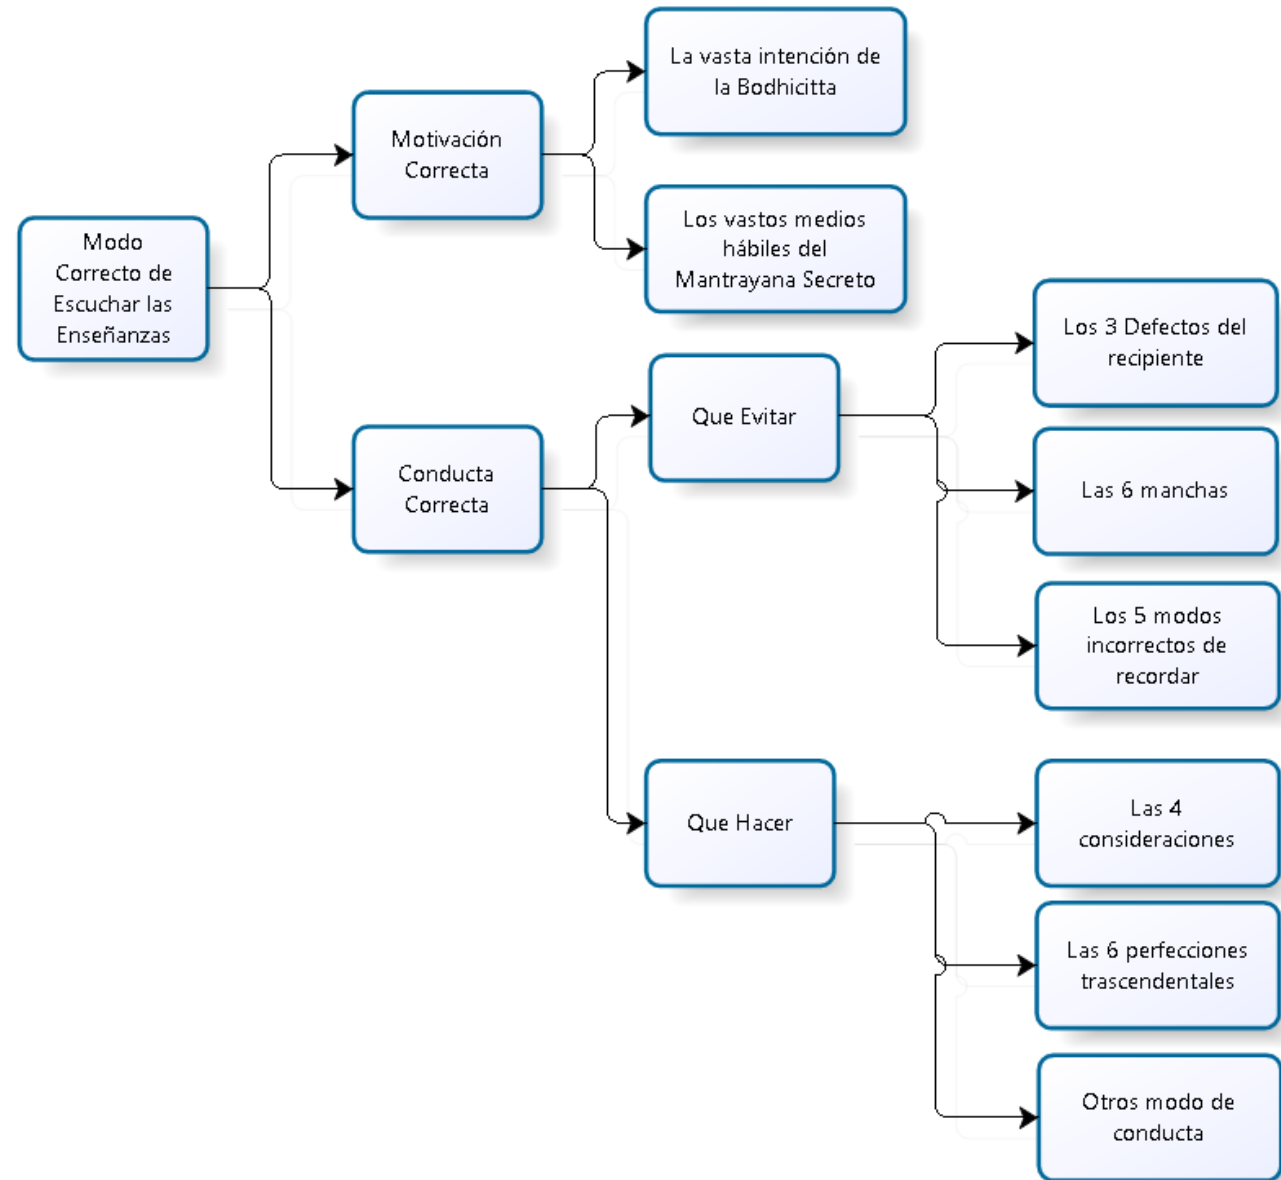 La vasta intención de
la Bodhicitta
Motivación
Correcta
Los vastos medios
hábiles del
Mantrayana Secreto
Modo
Correcto de
Escuchar las
Enseñanzas
Los 3 Defectos del
recipiente
Que Evitar
Conducta
Correcta
Las 6 manchas
Los 5 modos
incorrectos de
recordar
Que Hacer
Las 4
consideraciones
Las 6 perfecciones
trascendentales
Otros modo de
conducta